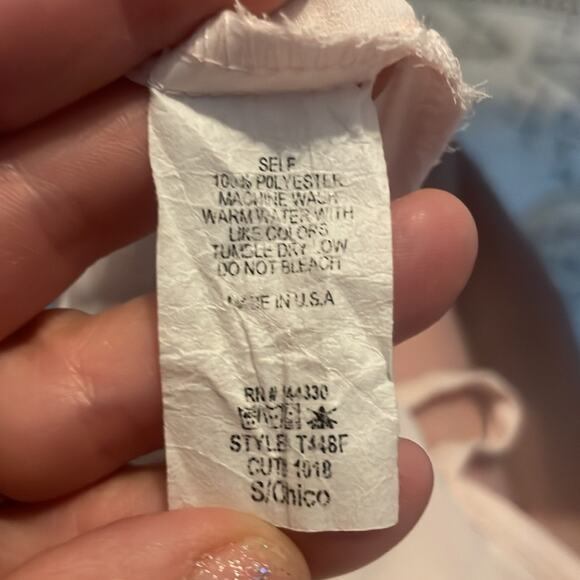 SELF
100% POLYESTER
MACHINE WASH
WARM WATER WITH
LIKE COLORS
TUMBLE DRY LOW
DO NOT BLEACH
MADE IN U.S.A
RN# 144330
STYLE: T448F
CUT# 1018
S/Chico